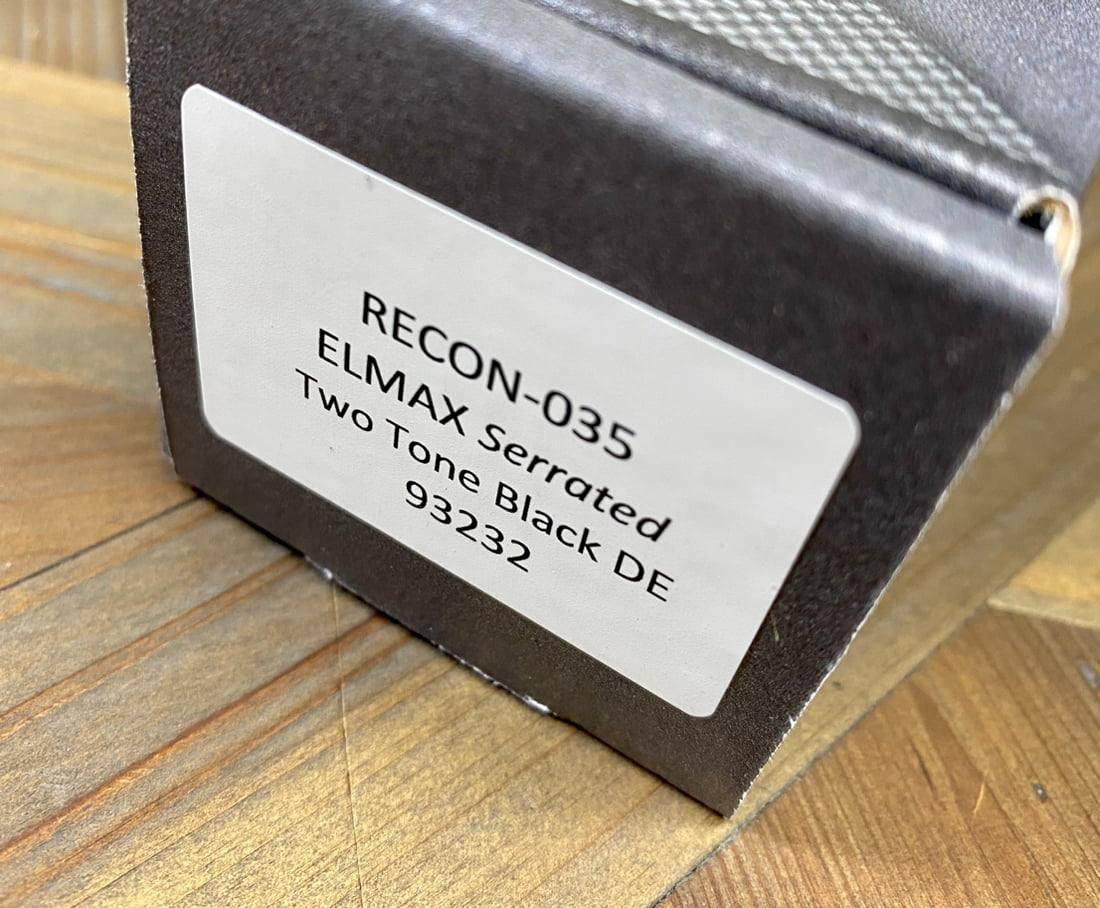 RECON-035
ELMAX Serrated
Two Tone Black DE
93232